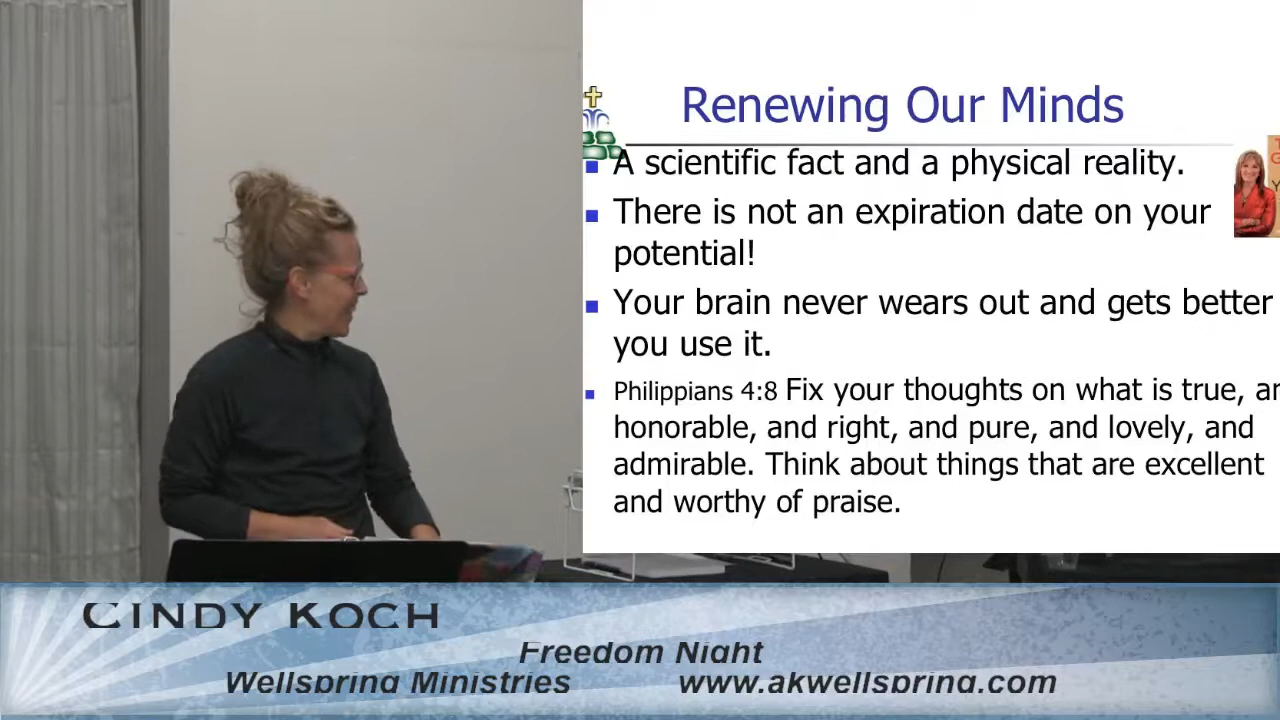 Renewing Our Minds
A scientific fact and a physical reality.
There is not an expiration date on your
potential!
Your brain never wears out and gets better
you use it.
Philippians 4:8 Fix your thoughts on what is true,
honorable, and right, and pure, and lovely, and
admirable. Think about things that are excellent
and worthy of praise.
CINDY KOCH
Freedom Night
Wellspring Ministries www.akwellspring.com